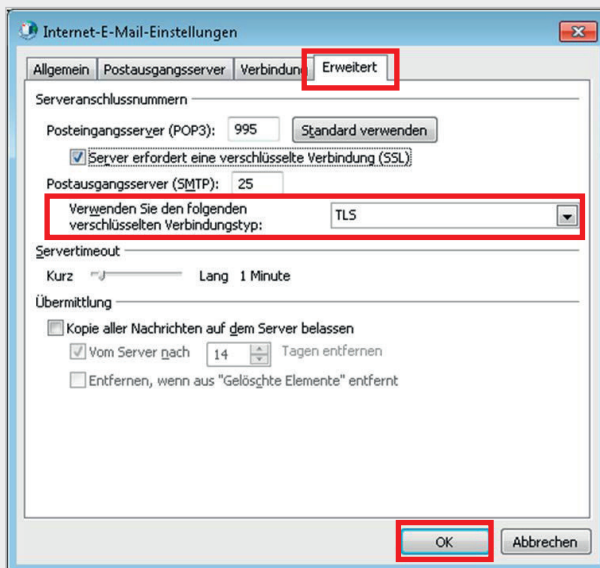 Internet-E-Mail-Einstellungen
Allgemein Postausgangsserver Verbindung Erweitert
Serveranschlussnummern
Posteingangsserver (POP3): 995 Standard verwenden
Server erfordert eine verschlüsselte Verbindung (SSL)
Postausgangsserver (SMTP): 25
Verwenden Sie den folgenden
verschlüsselten Verbindungstyp: TLS
Servertimeout
Kurz Lang 1 Minute
Übermittlung
Kopie aller Nachrichten auf dem Server belassen
Vom Server nach 14 Tagen entfernen
Entfernen, wenn aus "Gelöschte Elemente" entfernt
OK Abbrechen